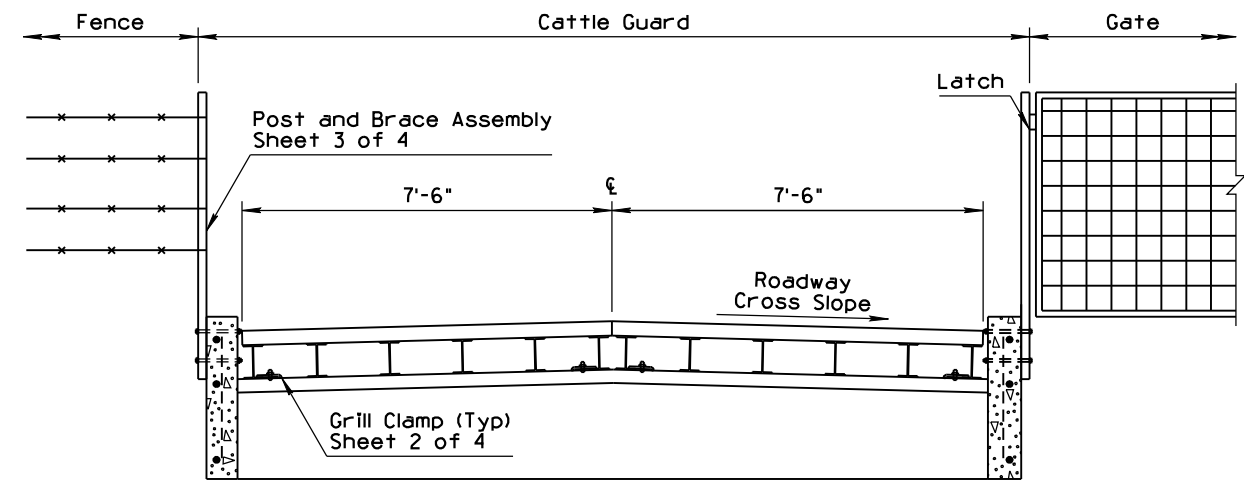 Fence
Cattle Guard
Gate
Latch
Post and Brace Assembly
Sheet 3 of 4
7'-6"
℄
7'-6"
Roadway
Cross Slope
Grill Clamp (Typ)
Sheet 2 of 4